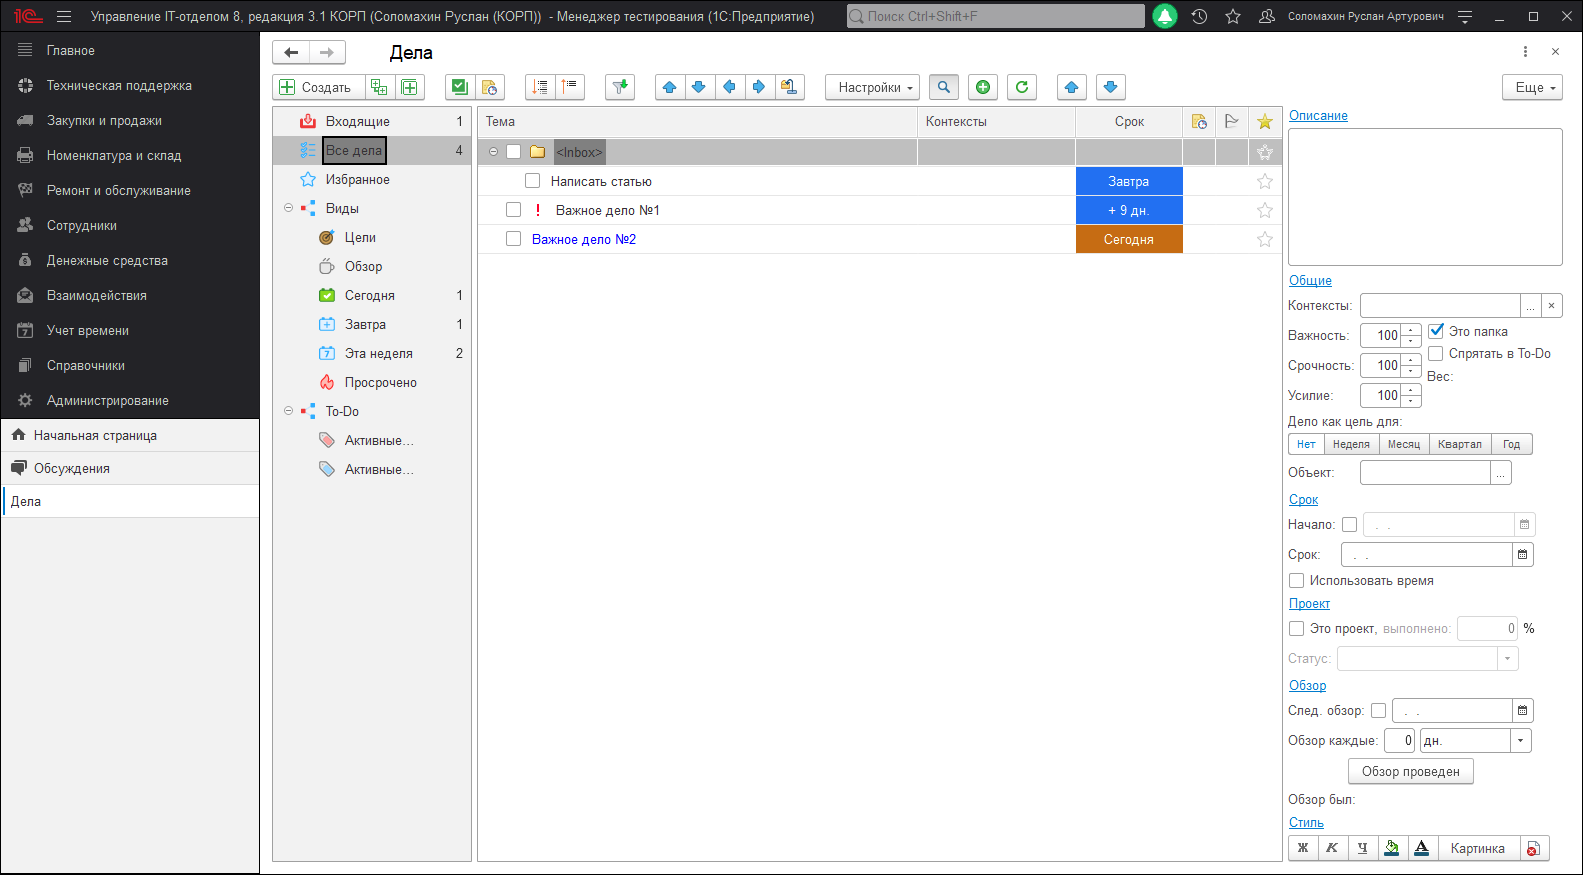 1С Управление IT-отделом 8, редакция 3.1 КОРП (Соломахин Руслан (КОРП)) - Менеджер тестирования (1С:Предприятие) Поиск Ctrl+Shift+F Соломахин Руслан Артурович
Главное
Техническая поддержка
Закупки и продажи
Номенклатура и склад
Ремонт и обслуживание
Сотрудники
Денежные средства
Взаимодействия
Учет времени
Справочники
Администрирование
Начальная страница
Обсуждения
Дела
Дела
Создать Настройки Еще
Входящие 1
Все дела 4
Избранное
Виды
Цели
Обзор
Сегодня 1
Завтра 1
7 Эта неделя 2
Просрочено
To-Do
Активные...
Активные...
Тема Контексты Срок
<Inbox>
Написать статью Завтра
! Важное дело №1 + 9 дн.
Важное дело №2 Сегодня
Описание
Общие
Контексты: ... ×
Важность: 100 Это папка
Спрятать в To-Do
Срочность: 100
Вес:
Усилие: 100
Дело как цель для:
Нет Неделя Месяц Квартал Год
Объект: ...
Срок
Начало: . .
Срок: . .
Использовать время
Проект
Это проект, выполнено: 0 %
Статус:
Обзор
След. обзор: . .
Обзор каждые: 0 дн.
Обзор проведен
Обзор был:
Стиль
Ж К Ч А Картинка